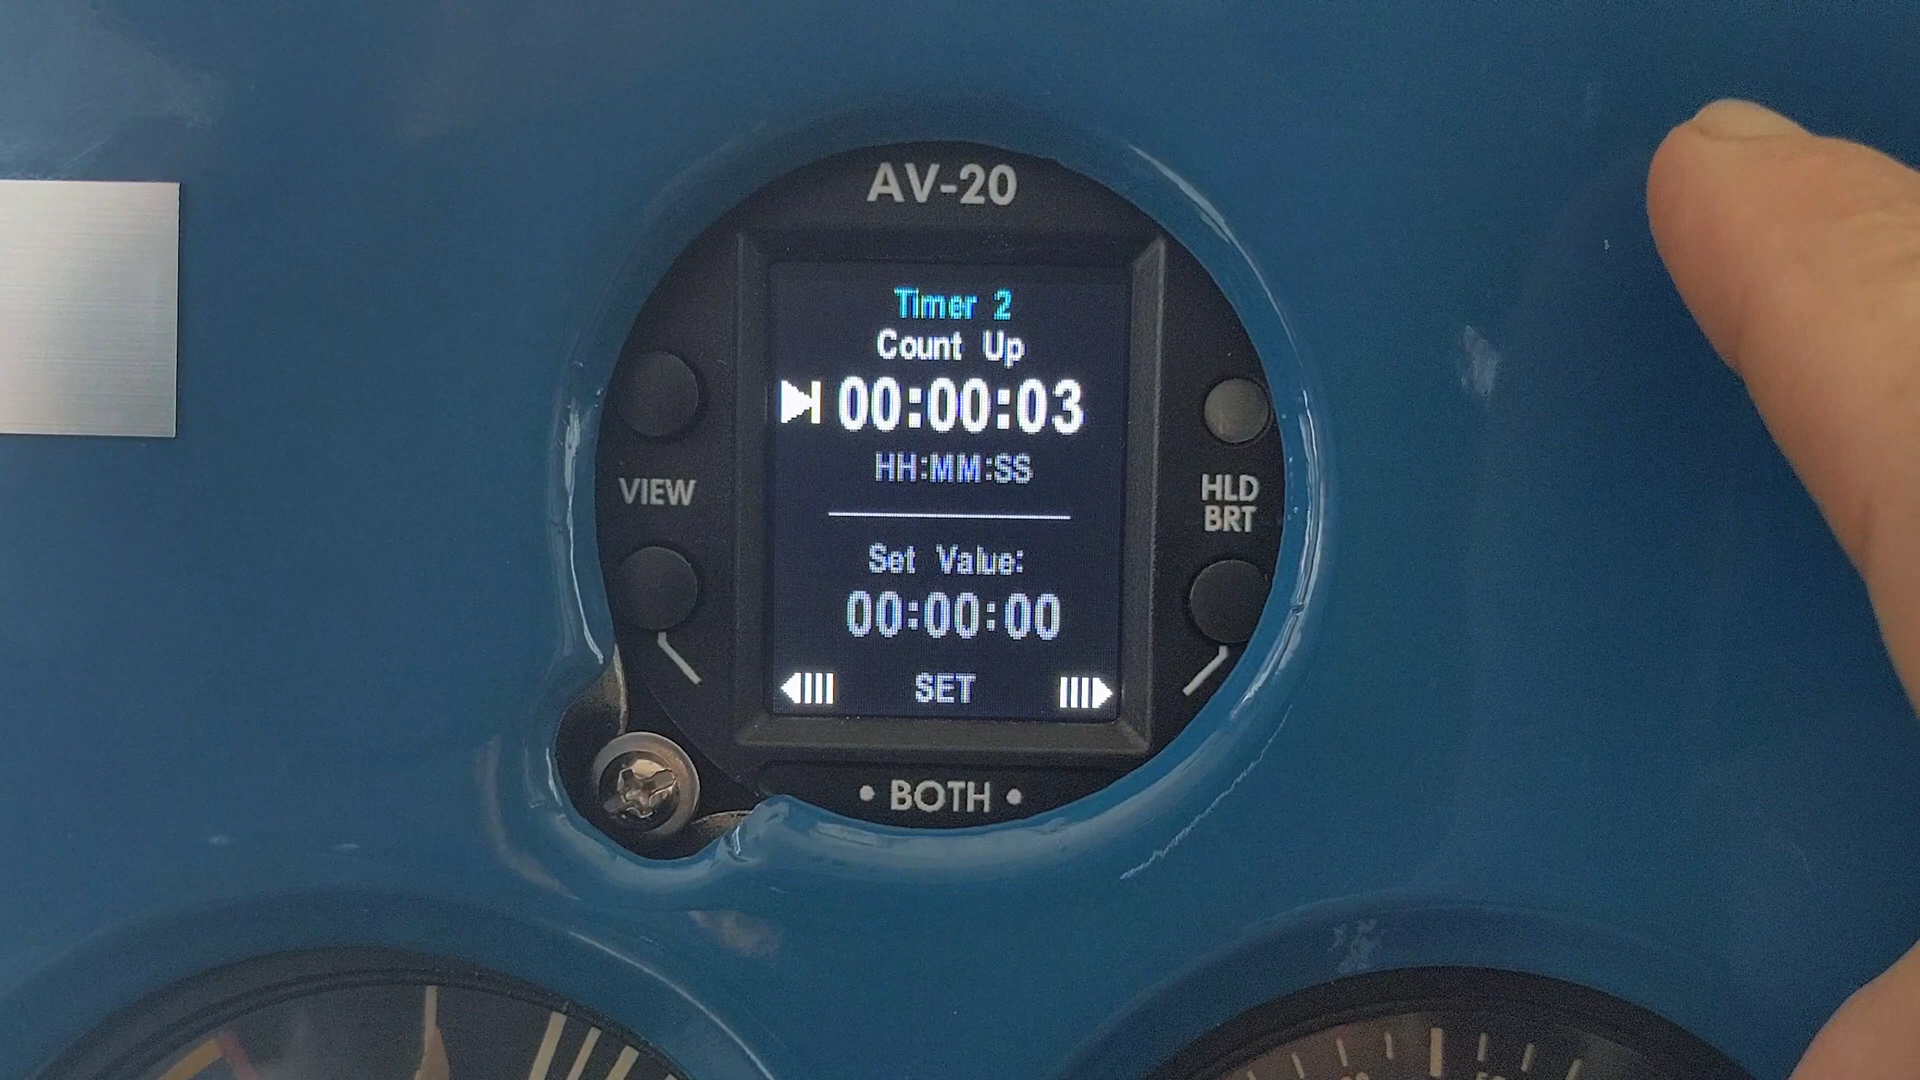 AV-20
Timer 2
Count Up
00:00:03
HH:MM:SS
VIEW
HLD
BRT
Set Value:
00:00:00
SET
• BOTH •